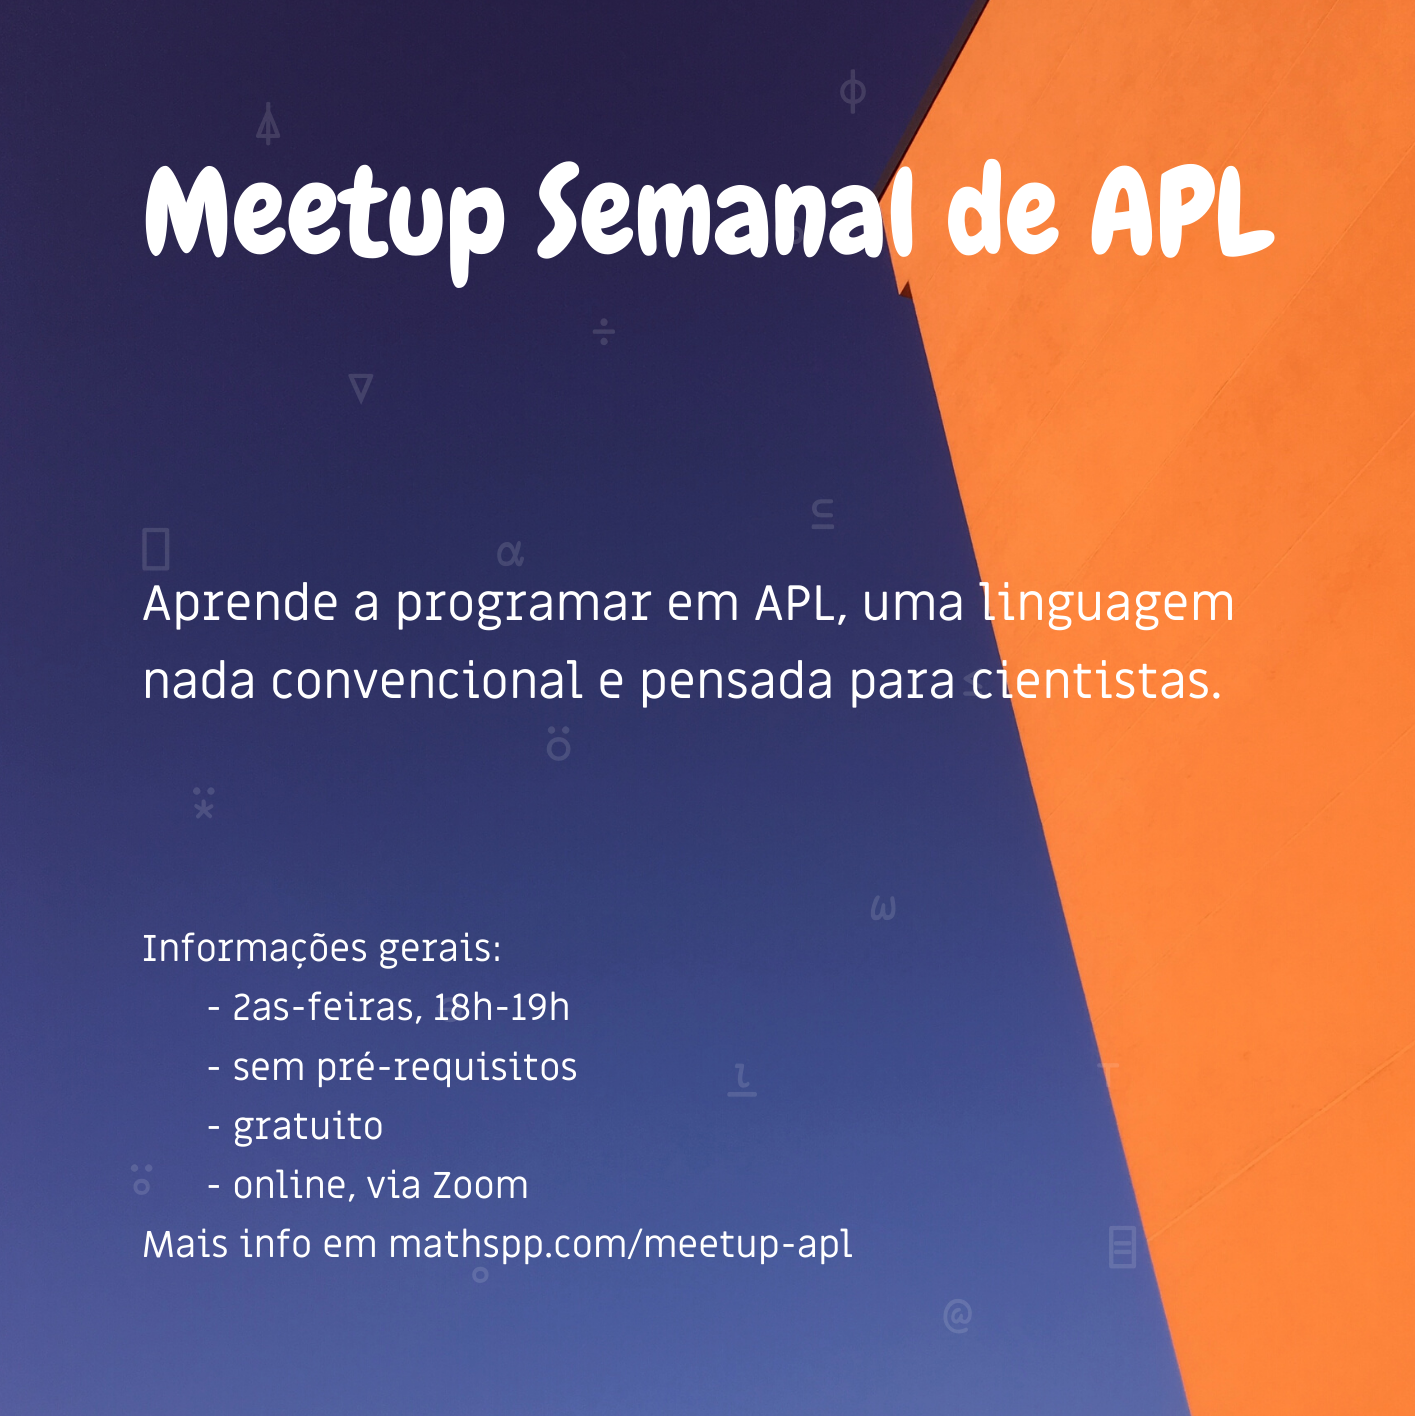 ⍋
⌽
Meetup Semanal de APL
÷
∇
⊆
⎕
⍺
Aprende a programar em APL, uma linguagem
nada convencional e pensada para cientistas.
⍥
⍣
⍵
Informações gerais:
- 2as-feiras, 18h-19h
- sem pré-requisitos
⍸
⊤
- gratuito
- online, via Zoom
⍤
Mais info em mathspp.com/meetup-apl
⌸
∘
@